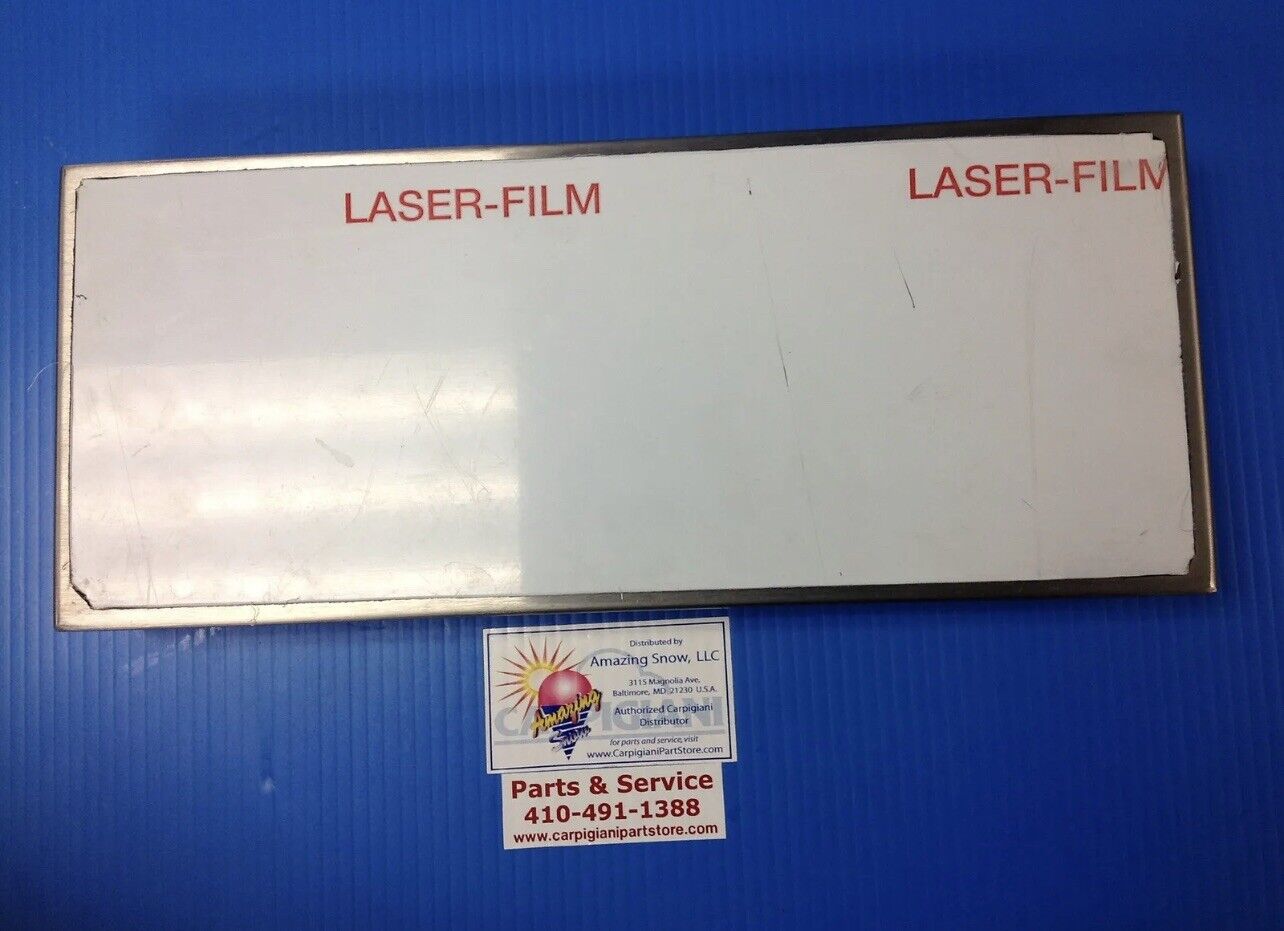 LASER-FILM
LASER-FILM
Distributed by
Amazing Snow, LLC
3115 Magnolia Ave,
Baltimore, MD 21230 U.S.A.
Authorized Carpigiani
Distributor
for parts and service, visit
www.CarpigianiPartStore.com
CARPIGIANI
Amazing
Snow
Parts & Service
410-491-1388
www.carpigianipartstore.com